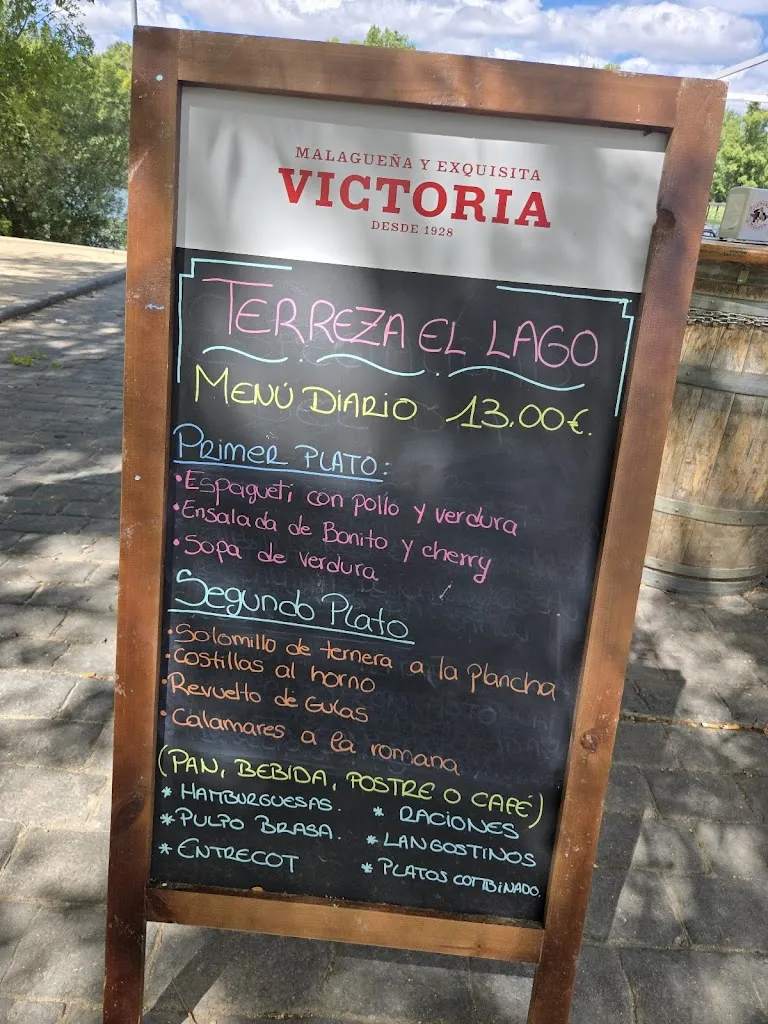 MALAGUEÑA Y EXQUISITA
VICTORIA
DESDE 1928
TERREZA EL LAGO
MENÚ DIARIO 13.00€.
PRIMER PLATO:
• Espagueti con pollo y verdura
• Ensalada de Bonito y cherry
• Sopa de verdura
Segundo Plato
• Solomillo de ternera a la plancha
• Costillas al horno
• Revuelto de Gulas
• Calamares a la romana
(PAN, BEBIDA, POSTRE O CAFÉ)
* HAMBURGUESAS. * RACIONES
* PULPO BRASA. * LANGOSTINOS
* ENTRECOT * PLATOS COMBINADO.